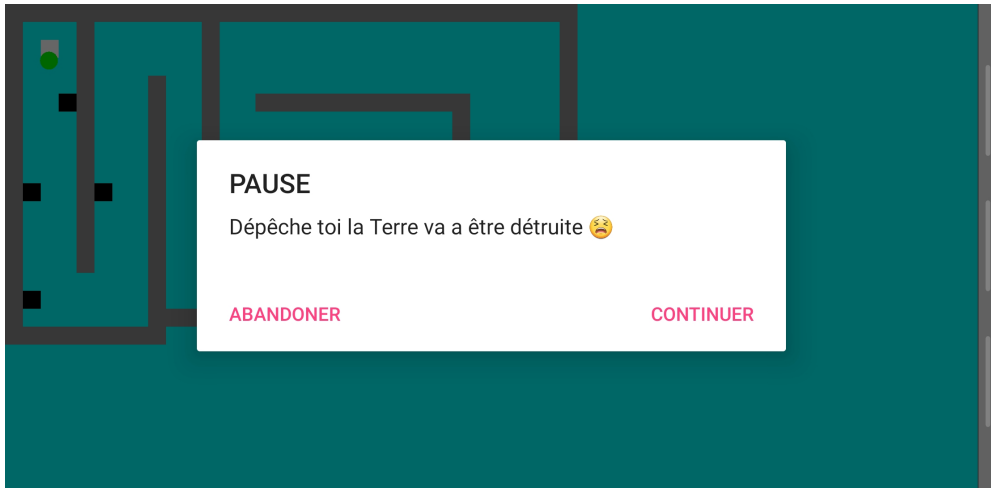 PAUSE
Dépêche toi la Terre va a être détruite 😫
ABANDONER
CONTINUER